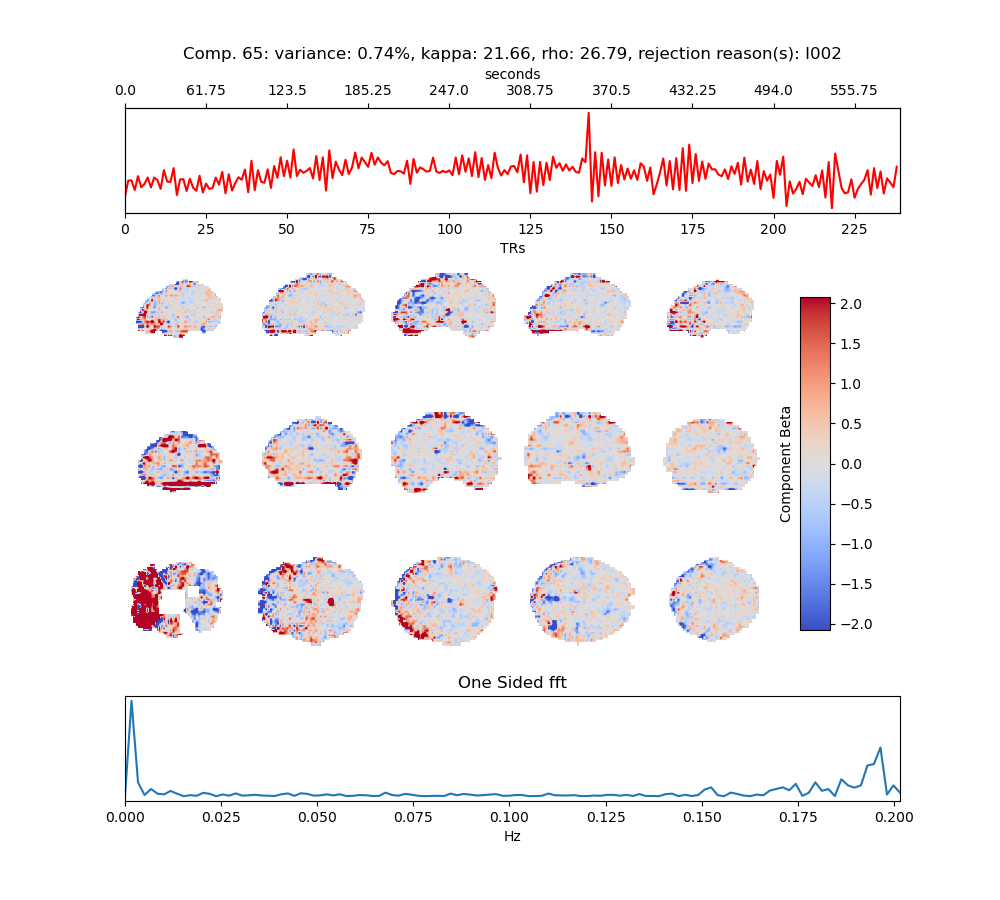 Comp. 65: variance: 0.74%, kappa: 21.66, rho: 26.79, rejection reason(s): I002
seconds
0.0 61.75 123.5 185.25 247.0 308.75 370.5 432.25 494.0 555.75
0 25 50 75 100 125 150 175 200 225
TRs
2.0
1.5
1.0
0.5
0.0
−0.5
−1.0
−1.5
−2.0
Component Beta
One Sided fft
0.000 0.025 0.050 0.075 0.100 0.125 0.150 0.175 0.200
Hz